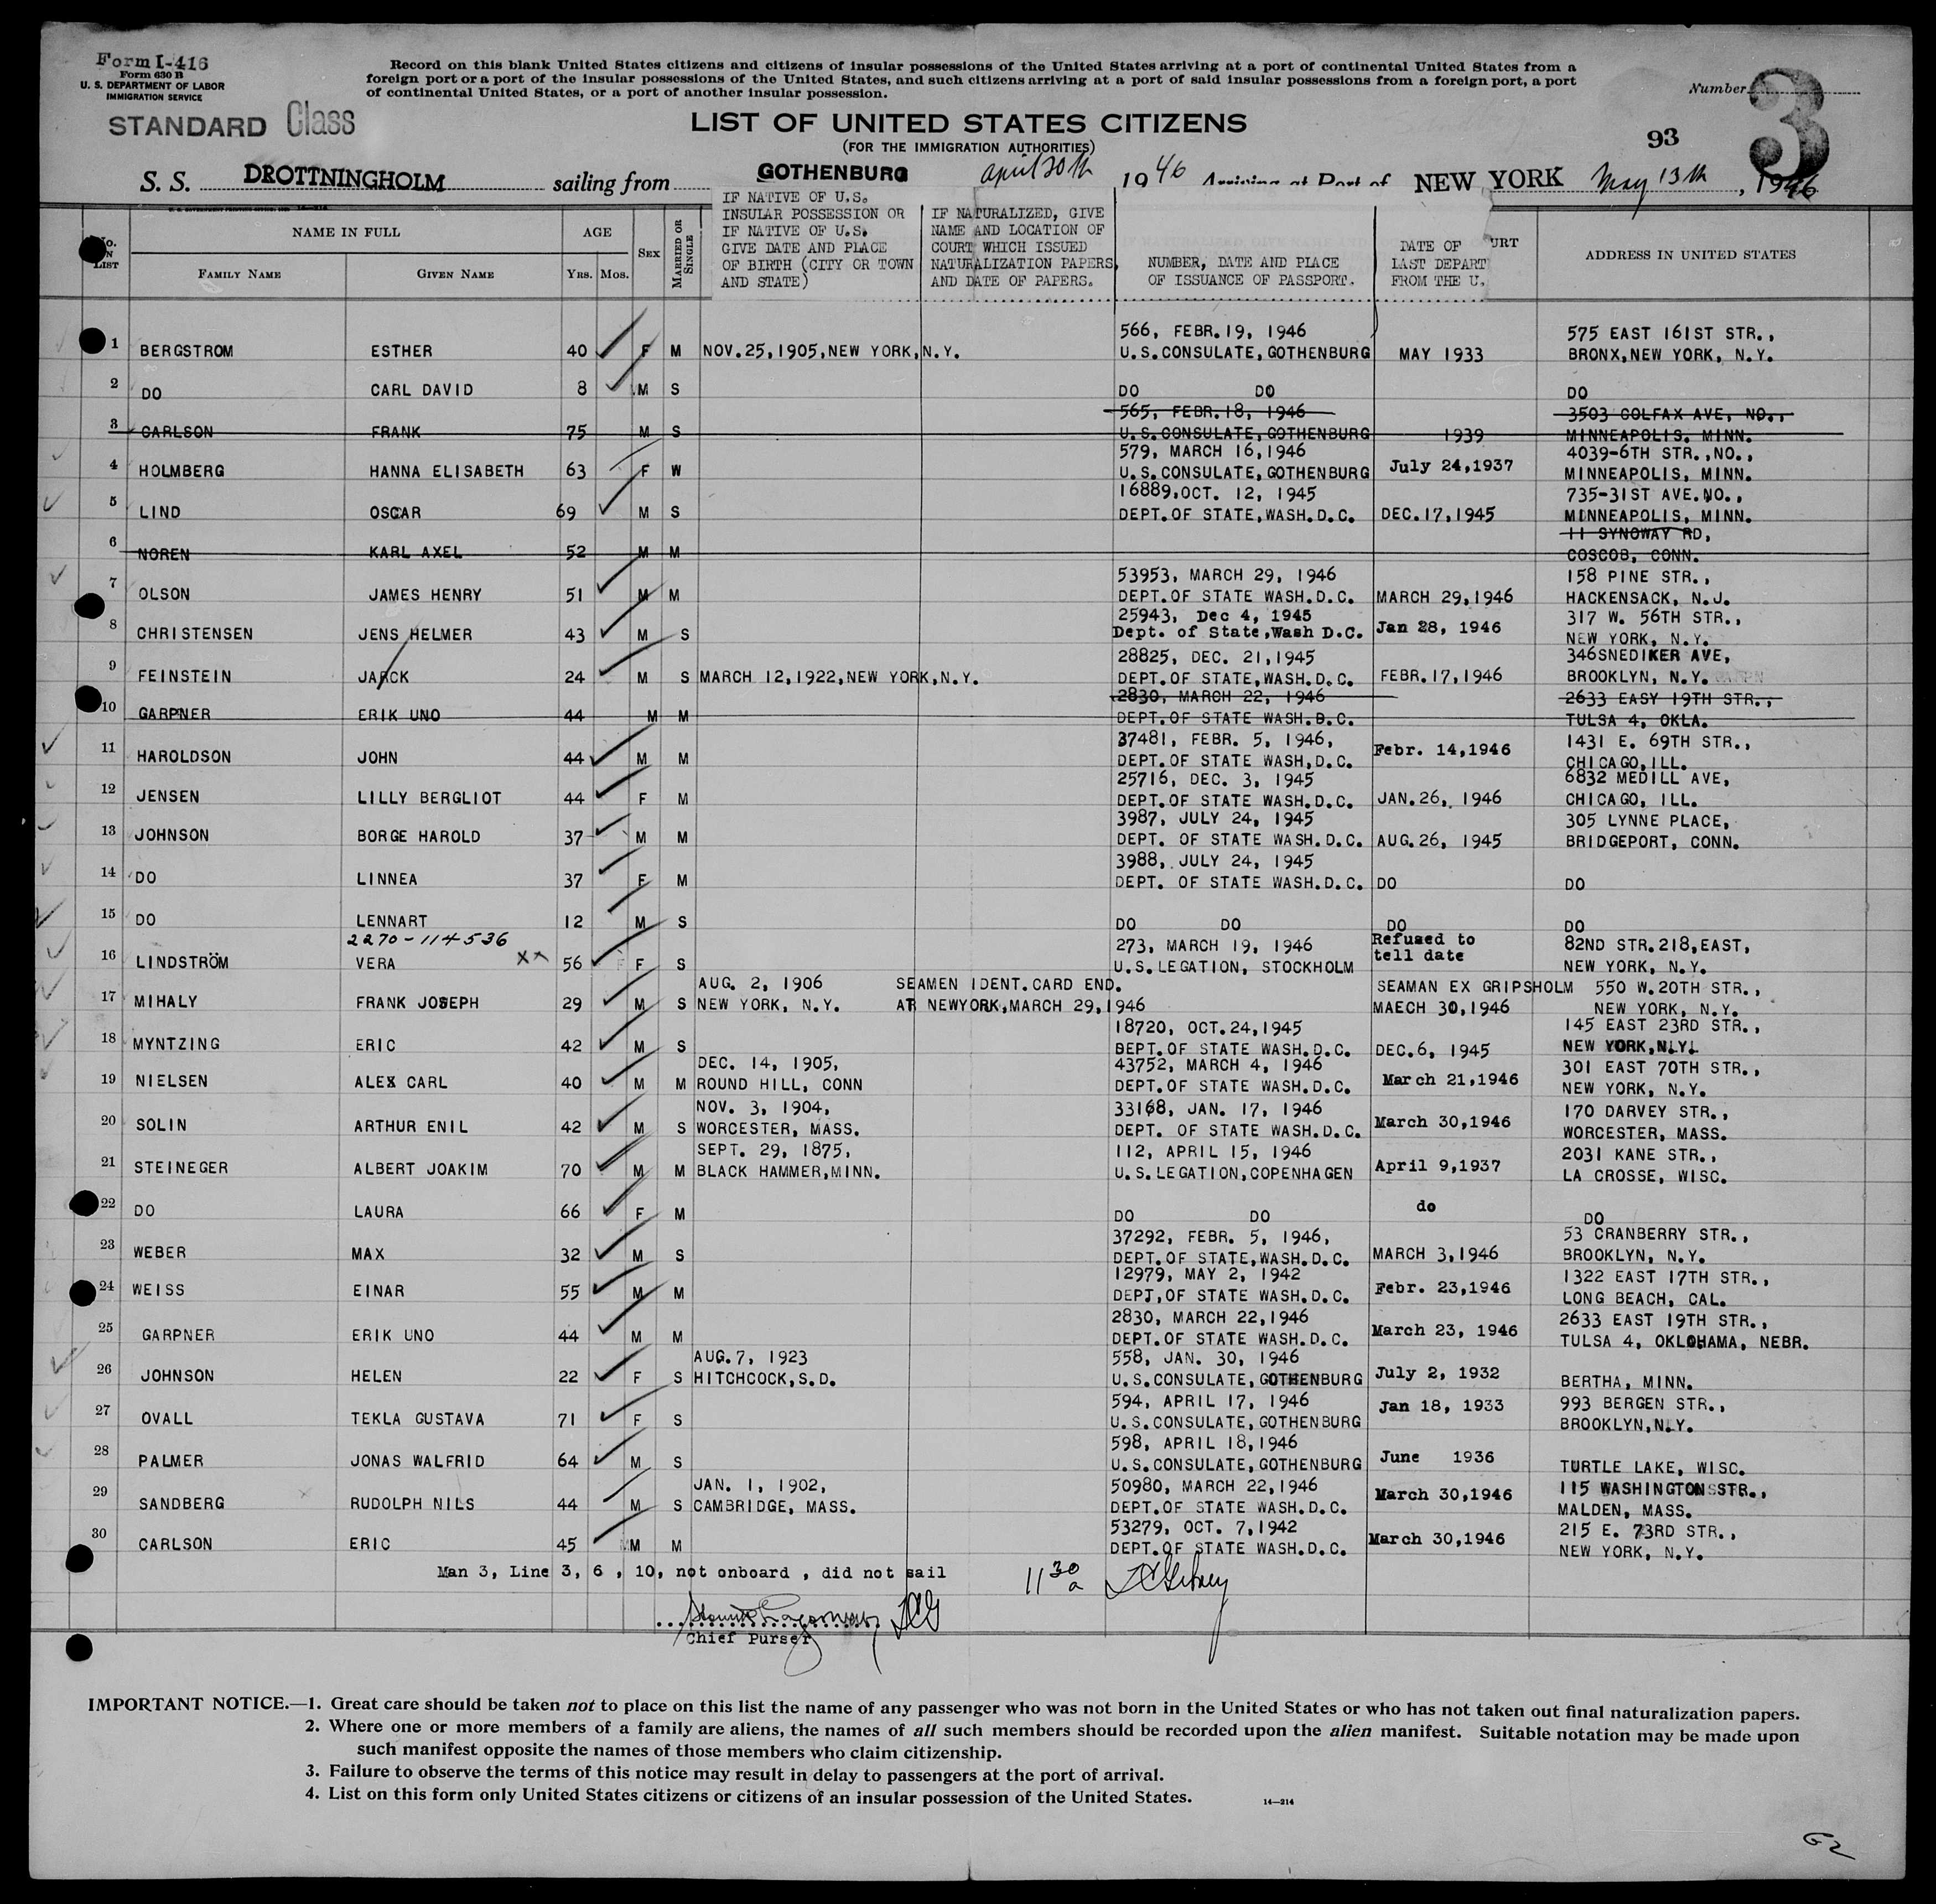 Form I-416
Form 630 B
U. S. DEPARTMENT OF LABOR
IMMIGRATION SERVICE
STANDARD Class
Record on this blank United States citizens and citizens of insular possessions of the United States arriving at a port of continental United States from a
foreign port or a port of the insular possessions of the United States, and such citizens arriving at a port of said insular possessions from a foreign port, a port
of continental United States, or a port of another insular possession.
Number 3
93
LIST OF UNITED STATES CITIZENS
(FOR THE IMMIGRATION AUTHORITIES)
S. S. DROTTNINGHOLM sailing from GOTHENBURG april 30th 1946 Arriving at Port of NEW YORK May 13th, 1946
No. ON LIST
NAME IN FULL
FAMILY NAME GIVEN NAME
AGE
YRS. MOS.
SEX
MARRIED OR SINGLE
IF NATIVE OF U.S.
INSULAR POSSESSION OR
IF NATIVE OF U.S.
GIVE DATE AND PLACE
OF BIRTH (CITY OR TOWN
AND STATE)
IF NATURALIZED, GIVE
NAME AND LOCATION OF
COURT WHICH ISSUED
NATURALIZATION PAPERS,
AND DATE OF PAPERS.
NUMBER, DATE AND PLACE
OF ISSUANCE OF PASSPORT.
DATE OF
LAST DEPART
FROM THE U.
URT
ADDRESS IN UNITED STATES
566, FEBR. 19, 1946 575 EAST 161ST STR.,
1 BERGSTROM ESTHER 40 F M NOV. 25, 1905, NEW YORK, N.Y. U.S. CONSULATE, GOTHENBURG MAY 1933 BRONX, NEW YORK, N.Y.
2 DO CARL DAVID 8 M S DO DO DO
565, FEBR. 18, 1946 3503 COLFAX AVE, NO.,
3 CARLSON FRANK 75 M S U.S. CONSULATE, GOTHENBURG 1939 MINNEAPOLIS, MINN.
579, MARCH 16, 1946 4039-6TH STR., NO.,
4 HOLMBERG HANNA ELISABETH 63 F W U.S. CONSULATE, GOTHENBURG July 24, 1937 MINNEAPOLIS, MINN.
16889, OCT. 12, 1945 735-31ST AVE. NO.,
5 LIND OSCAR 69 M S DEPT. OF STATE, WASH. D.C. DEC. 17, 1945 MINNEAPOLIS, MINN.
11 SYNOWAY RD,
6 NOREN KARL AXEL 52 M M COSCOB, CONN.
53953, MARCH 29, 1946 158 PINE STR.,
7 OLSON JAMES HENRY 51 M M DEPT. OF STATE WASH. D.C. MARCH 29, 1946 HACKENSACK, N.J.
25943, Dec 4, 1945 317 W. 56TH STR.,
8 CHRISTENSEN JENS HELMER 43 M S Dept. of State, Wash D.C. Jan 28, 1946 NEW YORK, N.Y.
28825, DEC. 21, 1945 346 SNEDIKER AVE,
9 FEINSTEIN JARCK 24 M S MARCH 12, 1922, NEW YORK, N.Y. DEPT. OF STATE, WASH. D.C. FEBR. 17, 1946 BROOKLYN, N.Y.
2830, MARCH 22, 1946 2633 EASY 19TH STR.,
10 GARPNER ERIK UNO 44 M M DEPT. OF STATE WASH. D.C. TULSA 4, OKLA.
37481, FEBR. 5, 1946, 1431 E. 69TH STR.,
11 HAROLDSON JOHN 44 M M DEPT. OF STATE WASH, D.C. Febr. 14, 1946 CHICAGO, ILL.
25716, DEC. 3, 1945 6832 MEDILL AVE,
12 JENSEN LILLY BERGLIOT 44 F M DEPT. OF STATE WASH. D.C. JAN. 26, 1946 CHICAGO, ILL.
3987, JULY 24, 1945 305 LYNNE PLACE,
13 JOHNSON BORGE HAROLD 37 M M DEPT. OF STATE WASH. D.C. AUG. 26, 1945 BRIDGEPORT, CONN.
3988, JULY 24, 1945
14 DO LINNEA 37 F M DEPT. OF STATE WASH. D.C. DO DO
15 DO LENNART 12 M S DO DO DO DO
2270-114536 273, MARCH 19, 1946 Refused to 82ND STR. 218, EAST,
16 LINDSTRÖM VERA XX 56 F S U.S. LEGATION, STOCKHOLM tell date NEW YORK, N.Y.
AUG. 2, 1906 SEAMEN IDENT. CARD END. SEAMAN EX GRIPSHOLM 550 W. 20TH STR.,
17 MIHALY FRANK JOSEPH 29 M S NEW YORK, N.Y. AT NEWYORK, MARCH 29, 1946 MAECH 30, 1946 NEW YORK, N.Y.
18720, OCT. 24, 1945 145 EAST 23RD STR.,
18 MYNTZING ERIC 42 M S DEPT. OF STATE WASH. D.C. DEC. 6, 1945 NEW YORK, N.Y.
DEC. 14, 1905, 43752, MARCH 4, 1946 301 EAST 70TH STR.,
19 NIELSEN ALEX CARL 40 M M ROUND HILL, CONN DEPT. OF STATE WASH. D.C. March 21, 1946 NEW YORK, N.Y.
NOV. 3, 1904, 33168, JAN. 17, 1946 170 DARVEY STR.,
20 SOLIN ARTHUR ENIL 42 M S WORCESTER, MASS. DEPT. OF STATE WASH. D.C. March 30, 1946 WORCESTER, MASS.
SEPT. 29, 1875, 112, APRIL 15, 1946 2031 KANE STR.,
21 STEINEGER ALBERT JOAKIM 70 M M BLACK HAMMER, MINN. U.S. LEGATION, COPENHAGEN April 9, 1937 LA CROSSE, WISC.
22 DO LAURA 66 F M DO DO do DO
37292, FEBR. 5, 1946, 53 CRANBERRY STR.,
23 WEBER MAX 32 M S DEPT. OF STATE, WASH. D.C. MARCH 3, 1946 BROOKLYN, N.Y.
12979, MAY 2, 1942 1322 EAST 17TH STR.,
24 WEISS EINAR 55 M M DEPT, OF STATE WASH. D.C. Febr. 23, 1946 LONG BEACH, CAL.
2830, MARCH 22, 1946 2633 EAST 19TH STR.,
25 GARPNER ERIK UNO 44 M M DEPT. OF STATE WASH. D.C. March 23, 1946 TULSA 4, OKLOHAMA, NEBR.
AUG. 7, 1923 558, JAN. 30, 1946
26 JOHNSON HELEN 22 F S HITCHCOCK, S.D. U.S. CONSULATE, GOTHENBURG July 2, 1932 BERTHA, MINN.
594, APRIL 17, 1946 993 BERGEN STR.,
27 OVALL TEKLA GUSTAVA 71 F S U.S. CONSULATE, GOTHENBURG Jan 18, 1933 BROOKLYN, N.Y.
598, APRIL 18, 1946
28 PALMER JONAS WALFRID 64 M S U.S. CONSULATE, GOTHENBURG June 1936 TURTLE LAKE, WISC.
JAN. 1, 1902, 50980, MARCH 22, 1946 115 WASHINGTON STR.,
29 SANDBERG RUDOLPH NILS 44 M S CAMBRIDGE, MASS. DEPT. OF STATE WASH. D.C. March 30, 1946 MALDEN, MASS.
53279, OCT. 7, 1942 215 E. 73RD STR.,
30 CARLSON ERIC 45 M M DEPT. OF STATE WASH. D.C. March 30, 1946 NEW YORK, N.Y.
Man 3, Line 3, 6, 10, not onboard, did not sail 11 30 a
Chief Purser
IMPORTANT NOTICE.—1. Great care should be taken not to place on this list the name of any passenger who was not born in the United States or who has not taken out final naturalization papers.
2. Where one or more members of a family are aliens, the names of all such members should be recorded upon the alien manifest. Suitable notation may be made upon
such manifest opposite the names of those members who claim citizenship.
3. Failure to observe the terms of this notice may result in delay to passengers at the port of arrival.
4. List on this form only United States citizens or citizens of an insular possession of the United States.
14—214
62